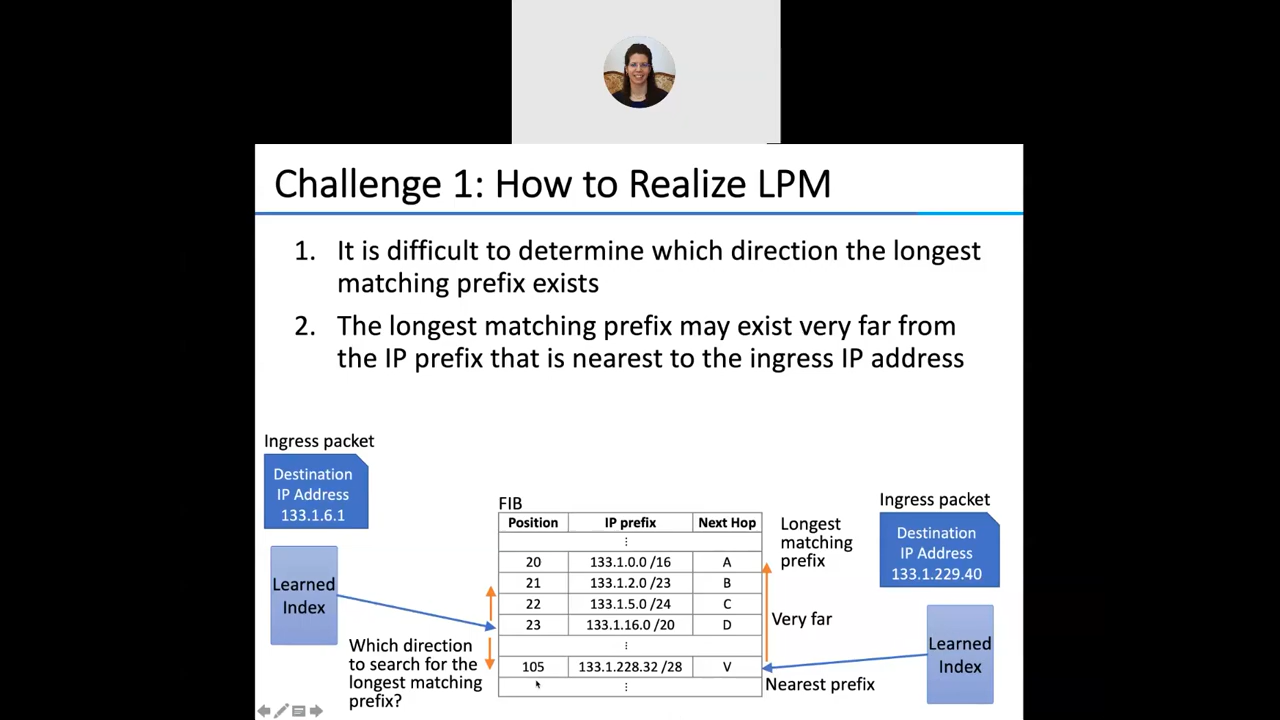 Challenge 1: How to Realize LPM
1. It is difficult to determine which direction the longest
matching prefix exists
2. The longest matching prefix may exist very far from
the IP prefix that is nearest to the ingress IP address
Ingress packet
Destination
IP Address
133.1.6.1
Learned
Index
Which direction
to search for the
longest matching
prefix?
FIB
Position IP prefix Next Hop
⋮
20 133.1.0.0 /16 A
21 133.1.2.0 /23 B
22 133.1.5.0 /24 C
23 133.1.16.0 /20 D
⋮
105 133.1.228.32 /28 V
⋮
Longest
matching
prefix
Very far
Nearest prefix
Ingress packet
Destination
IP Address
133.1.229.40
Learned
Index